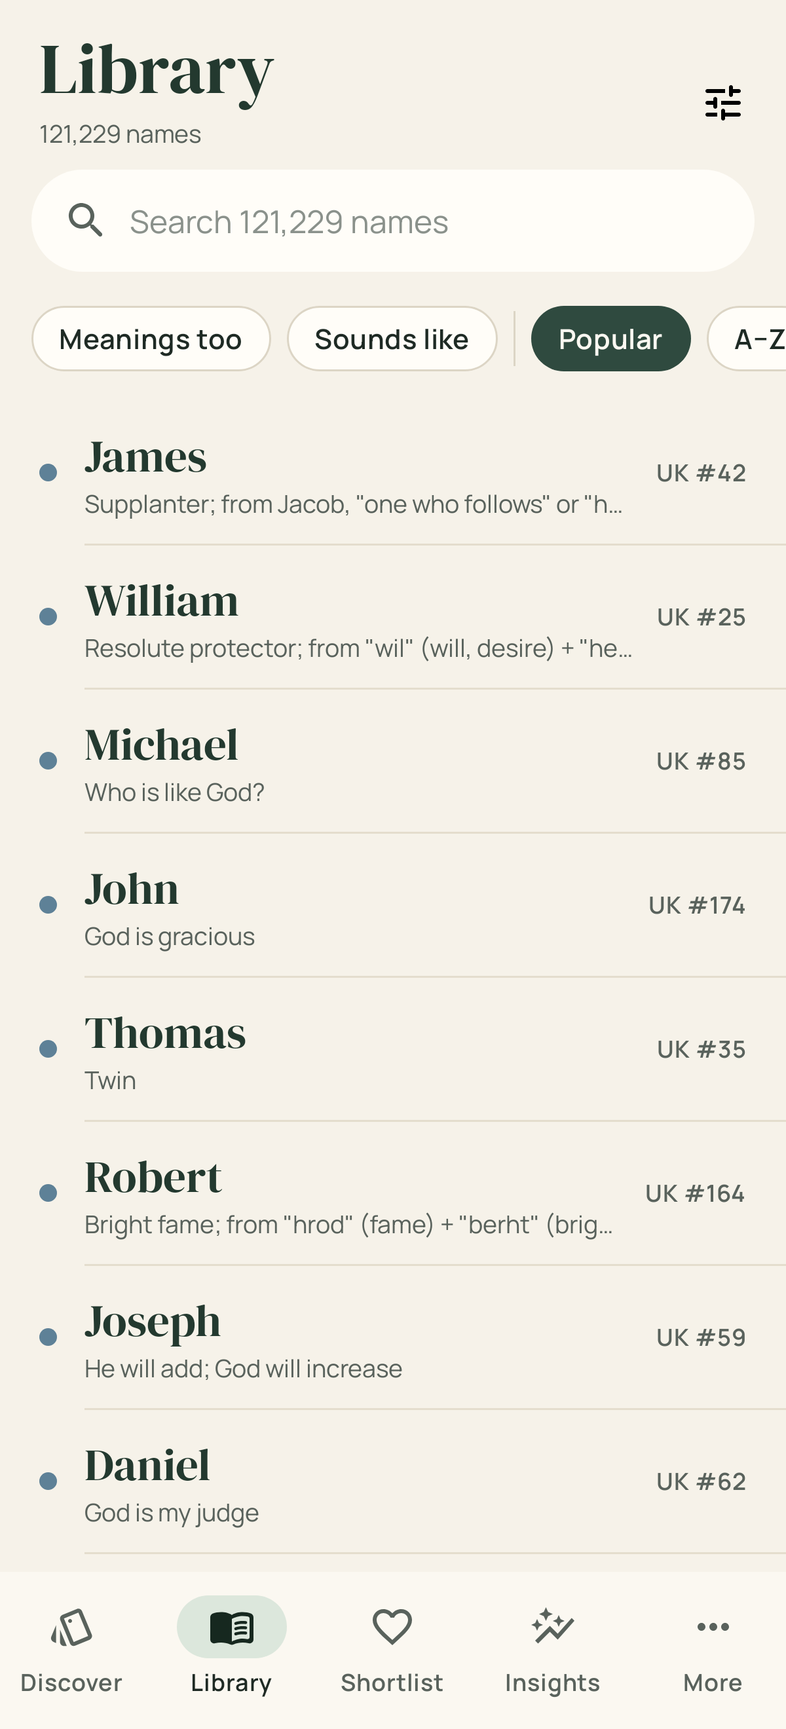 Library
121,229 names
Search 121,229 names
Meanings too
Sounds like
Popular
A–Z
James
UK #42
Supplanter; from Jacob, "one who follows" or "h...
William
UK #25
Resolute protector; from "wil" (will, desire) + "he...
Michael
UK #85
Who is like God?
John
UK #174
God is gracious
Thomas
UK #35
Twin
Robert
UK #164
Bright fame; from "hrod" (fame) + "berht" (brig...
Joseph
UK #59
He will add; God will increase
Daniel
UK #62
God is my judge
Discover
Library
Shortlist
Insights
More